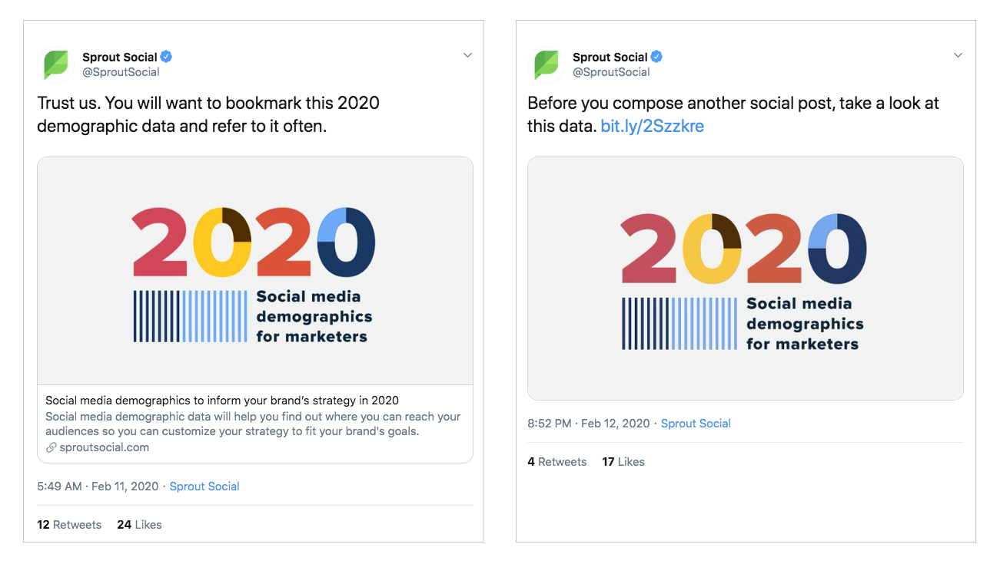 Sprout Social
@SproutSocial
Trust us. You will want to bookmark this 2020
demographic data and refer to it often.
2020
Social media
demographics
for marketers
Social media demographics to inform your brand’s strategy in 2020
Social media demographic data will help you find out where you can reach your
audiences so you can customize your strategy to fit your brand's goals.
sproutsocial.com
5:49 AM · Feb 11, 2020 · Sprout Social
12 Retweets 24 Likes
Sprout Social
@SproutSocial
Before you compose another social post, take a look at
this data. bit.ly/2Szzkre
2020
Social media
demographics
for marketers
8:52 PM · Feb 12, 2020 · Sprout Social
4 Retweets 17 Likes